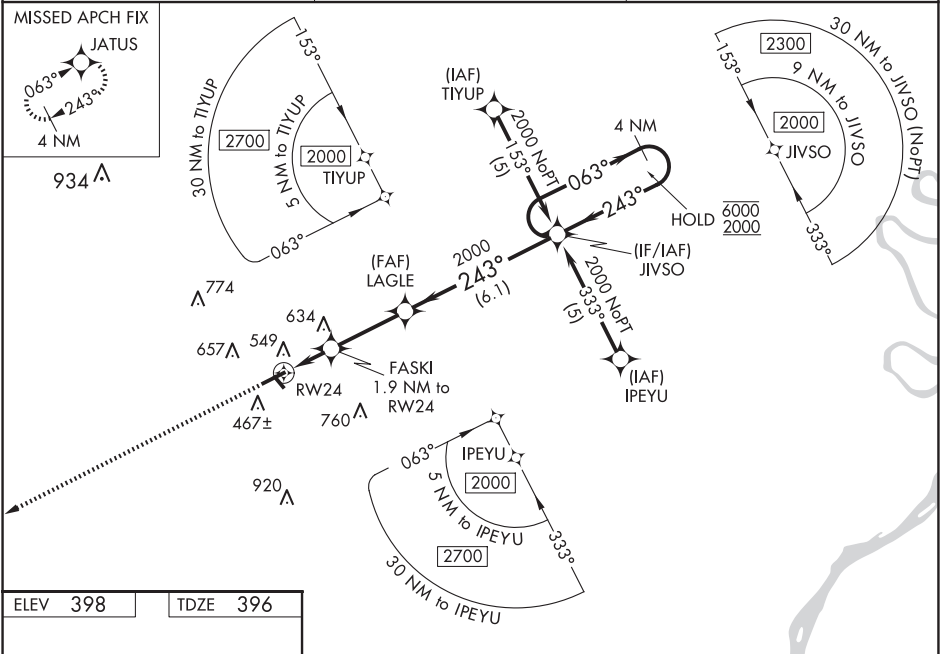 MISSED APCH FIX
JATUS
063°
243°
4 NM
934
153°
30 NM to TIYUP
2700
5 NM to TIYUP
2000
TIYUP
063°
(IAF)
TIYUP
2000 NoPT
153°
(5)
4 NM
063°
243°
HOLD
6000
2000
(IF/IAF)
JIVSO
2300
30 NM to JIVSO (NoPT)
153°
9 NM to JIVSO
2000
JIVSO
333°
(FAF)
LAGLE
2000
243°
(6.1)
2000 NoPT
333°
(5)
(IAF)
IPEYU
774
634
657
549
RW24
FASKI
1.9 NM to
RW24
467±
760
920
063°
IPEYU
2000
5 NM to IPEYU
333°
2700
30 NM to IPEYU
ELEV 398
TDZE 396